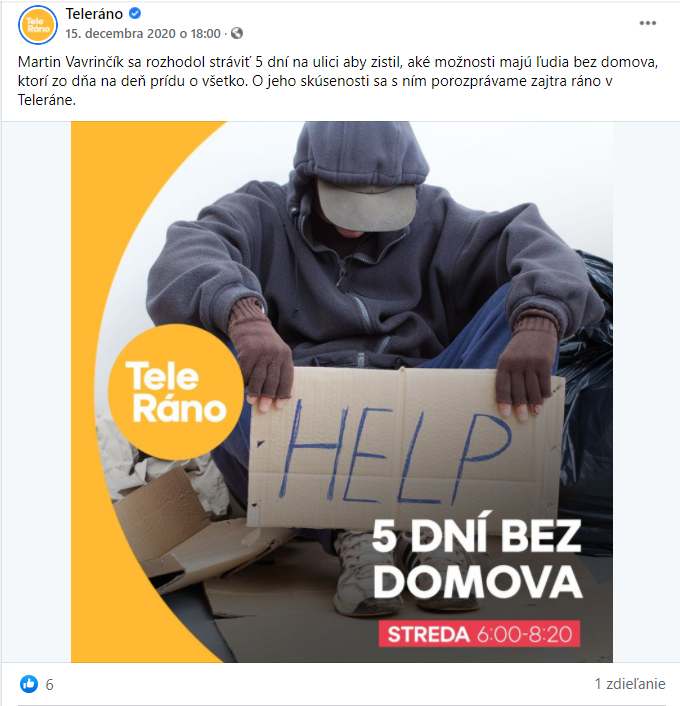 Teleráno
15. decembra 2020 o 18:00 ·
Martin Vavrinčík sa rozhodol stráviť 5 dní na ulici aby zistil, aké možnosti majú ľudia bez domova,
ktorí zo dňa na deň prídu o všetko. O jeho skúsenosti sa s ním porozprávame zajtra ráno v
Teleráne.
Tele
Ráno
Tele
Ráno
HELP
5 DNÍ BEZ
DOMOVA
STREDA 6:00-8:20
6
1 zdieľanie